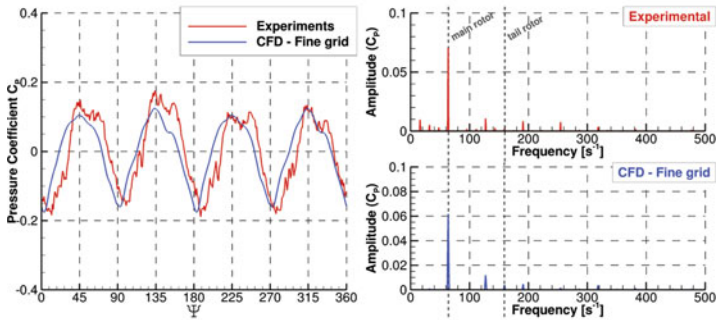 Pressure Coefficient Cp
0.4
0.2
0
-0.2
-0.4
Experiments
CFD - Fine grid
0 45 90 135 180 225 270 315 360
Ψ
Amplitude (Cp)
0.1
0.05
0
main rotor
tail rotor
Experimental
0 100 200 300 400 500
Frequency [s⁻¹]
Amplitude (Cp)
0.1
0.08
0.06
0.04
0.02
0
CFD - Fine grid
0 100 200 300 400 500
Frequency [s⁻¹]